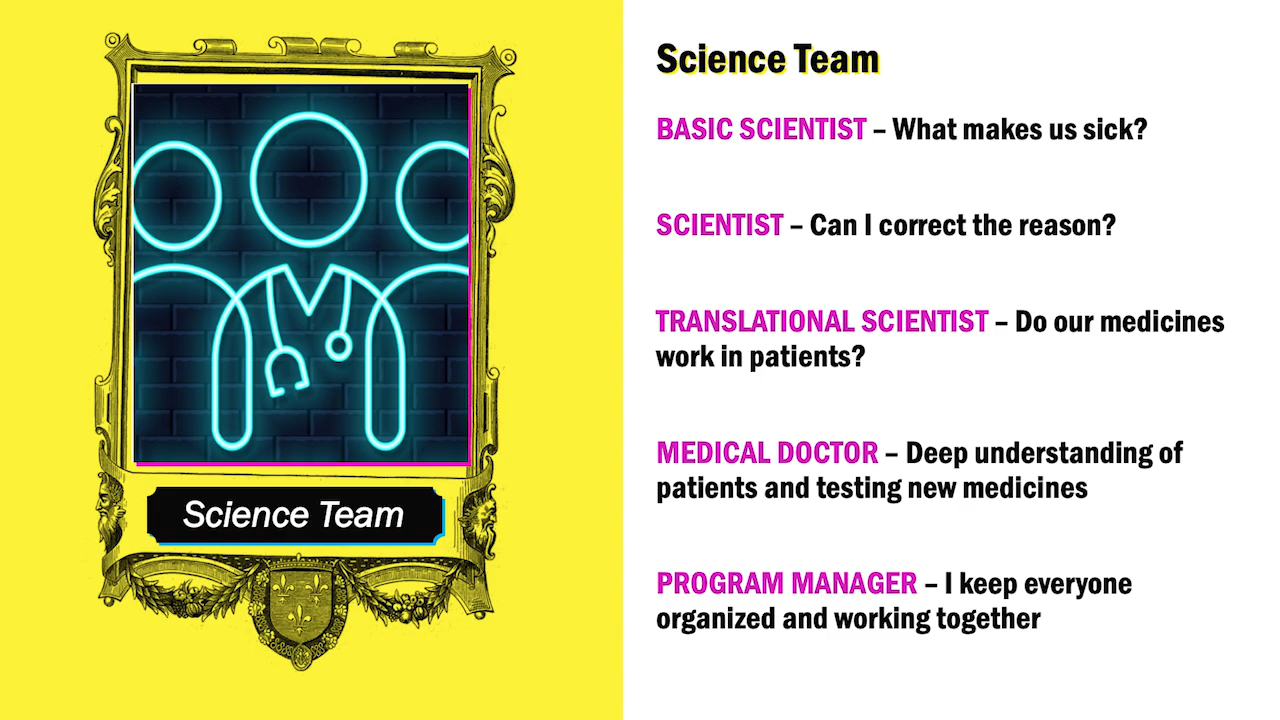 Science Team
Science Team
BASIC SCIENTIST – What makes us sick?
SCIENTIST – Can I correct the reason?
TRANSLATIONAL SCIENTIST – Do our medicines
work in patients?
MEDICAL DOCTOR – Deep understanding of
patients and testing new medicines
PROGRAM MANAGER – I keep everyone
organized and working together